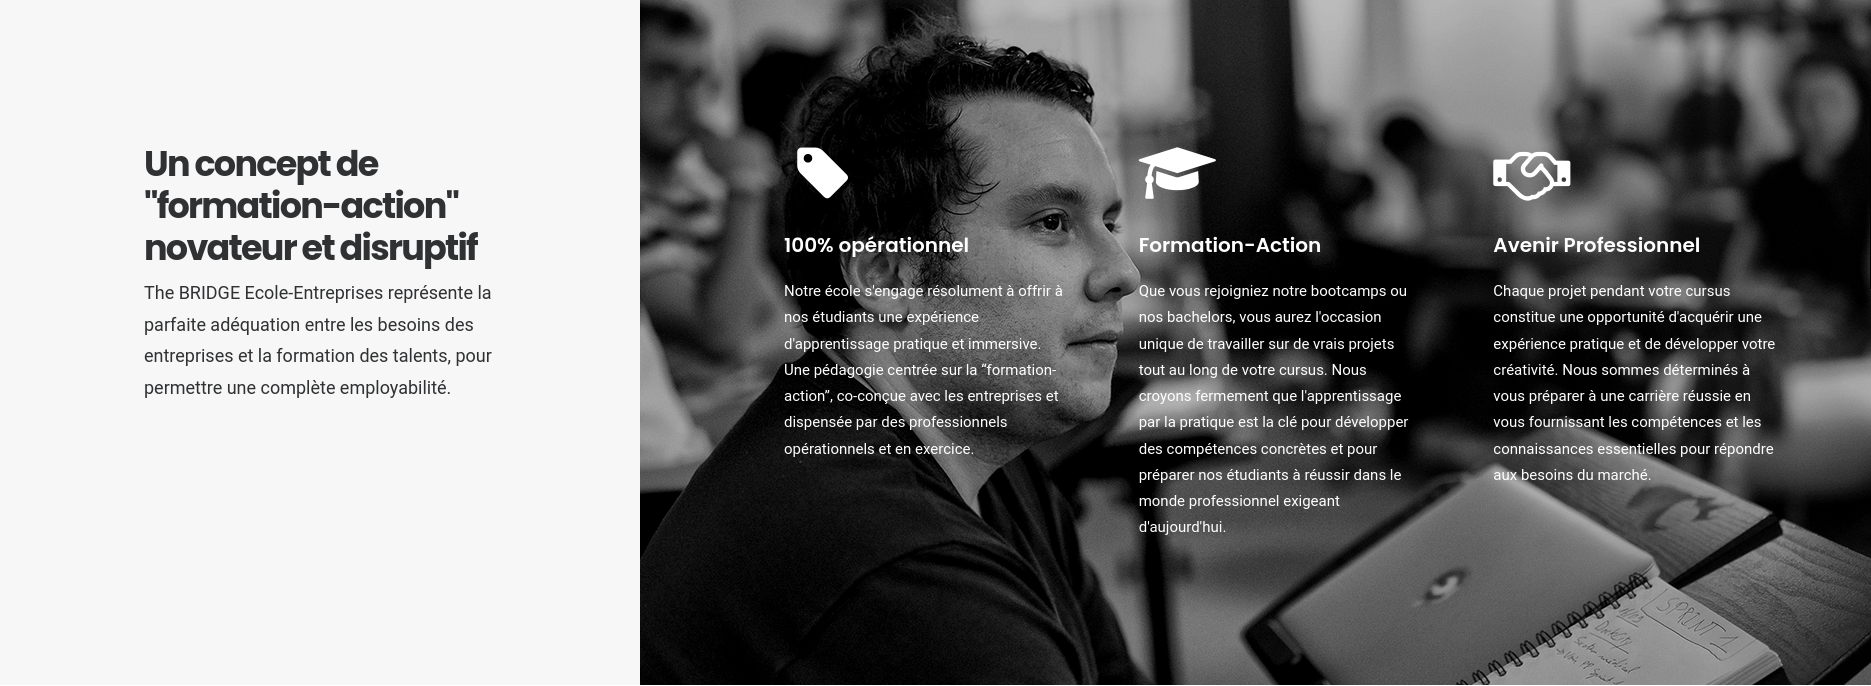 Un concept de
"formation-action"
novateur et disruptif
The BRIDGE Ecole-Entreprises représente la
parfaite adéquation entre les besoins des
entreprises et la formation des talents, pour
permettre une complète employabilité.
100% opérationnel
Notre école s'engage résolument à offrir à
nos étudiants une expérience
d'apprentissage pratique et immersive.
Une pédagogie centrée sur la “formation-
action”, co-conçue avec les entreprises et
dispensée par des professionnels
opérationnels et en exercice.
Formation-Action
Que vous rejoigniez notre bootcamps ou
nos bachelors, vous aurez l'occasion
unique de travailler sur de vrais projets
tout au long de votre cursus. Nous
croyons fermement que l'apprentissage
par la pratique est la clé pour développer
des compétences concrètes et pour
préparer nos étudiants à réussir dans le
monde professionnel exigeant
d'aujourd'hui.
Avenir Professionnel
Chaque projet pendant votre cursus
constitue une opportunité d'acquérir une
expérience pratique et de développer votre
créativité. Nous sommes déterminés à
vous préparer à une carrière réussie en
vous fournissant les compétences et les
connaissances essentielles pour répondre
aux besoins du marché.
SPRINT 1